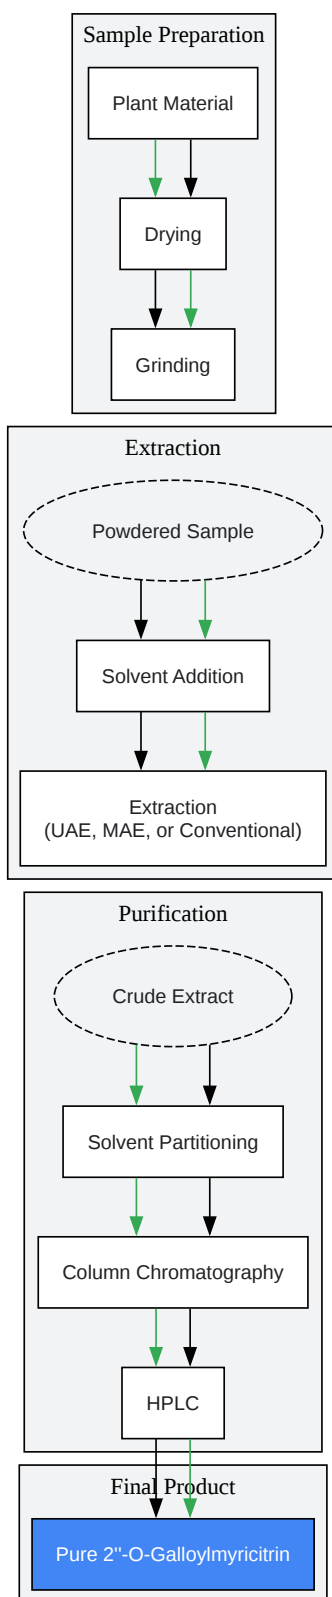 Sample Preparation
Plant Material
Drying
Grinding
Extraction
Powdered Sample
Solvent Addition
Extraction
(UAE, MAE, or Conventional)
Purification
Crude Extract
Solvent Partitioning
Column Chromatography
HPLC
Final Product
Pure 2''-O-Galloylmyricitrin